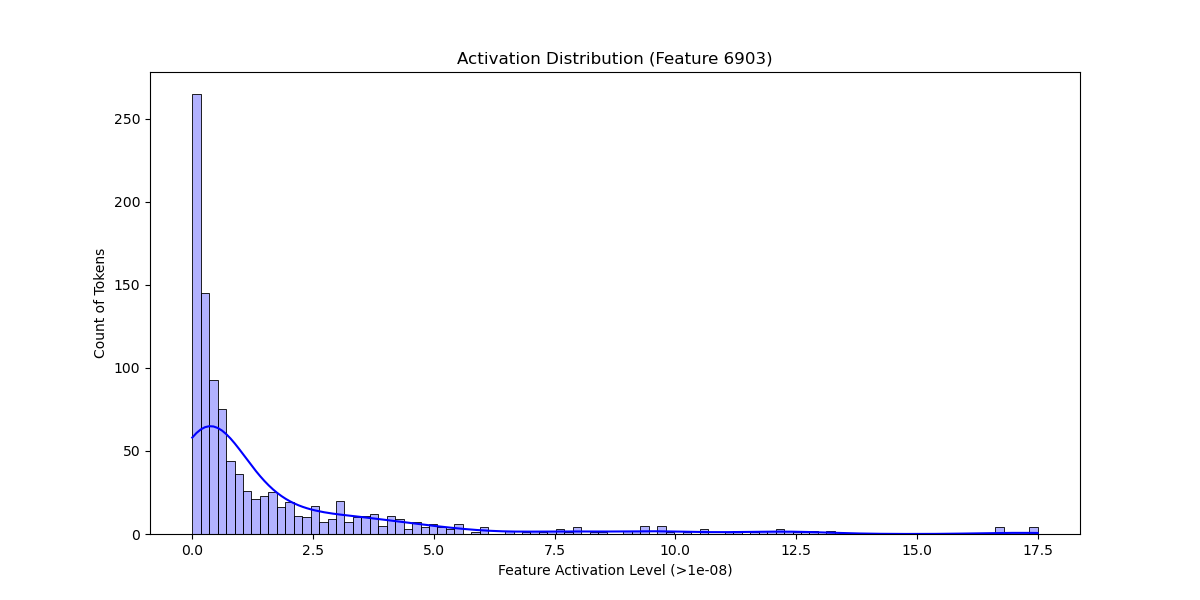 Activation Distribution (Feature 6903)
250
200
150
100
50
0
Count of Tokens
0.0 2.5 5.0 7.5 10.0 12.5 15.0 17.5
Feature Activation Level (>1e-08)